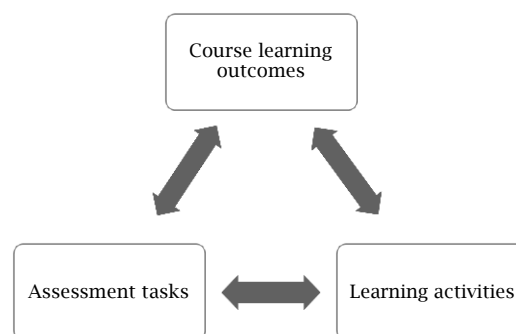 Course learning
outcomes
Assessment tasks
Learning activities